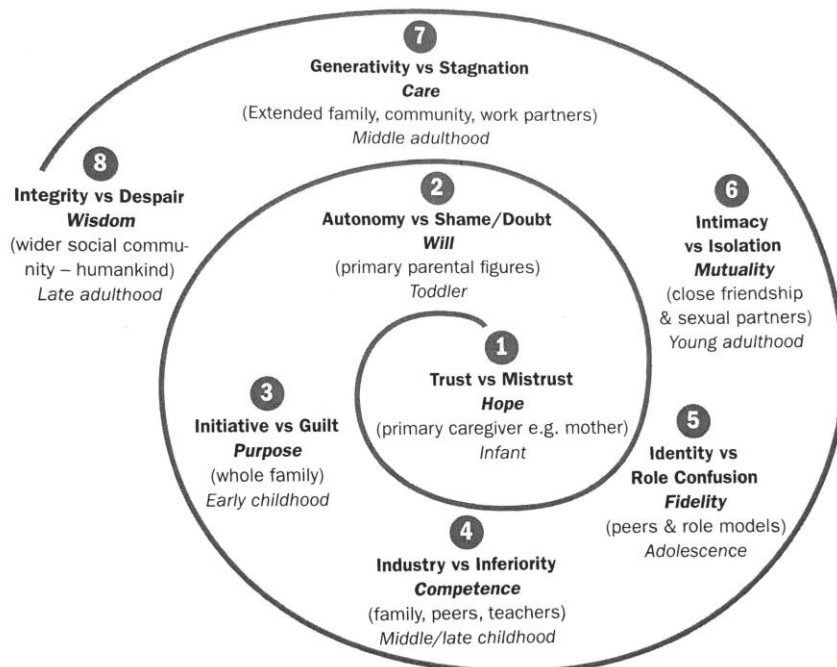 7
Generativity vs Stagnation
Care
(Extended family, community, work partners)
Middle adulthood
8
Integrity vs Despair
Wisdom
(wider social commu-
nity – humankind)
Late adulthood
2
Autonomy vs Shame/Doubt
Will
(primary parental figures)
Toddler
6
Intimacy
vs Isolation
Mutuality
(close friendship
& sexual partners)
Young adulthood
1
Trust vs Mistrust
Hope
(primary caregiver e.g. mother)
Infant
3
Initiative vs Guilt
Purpose
(whole family)
Early childhood
5
Identity vs
Role Confusion
Fidelity
(peers & role models)
Adolescence
4
Industry vs Inferiority
Competence
(family, peers, teachers)
Middle/late childhood